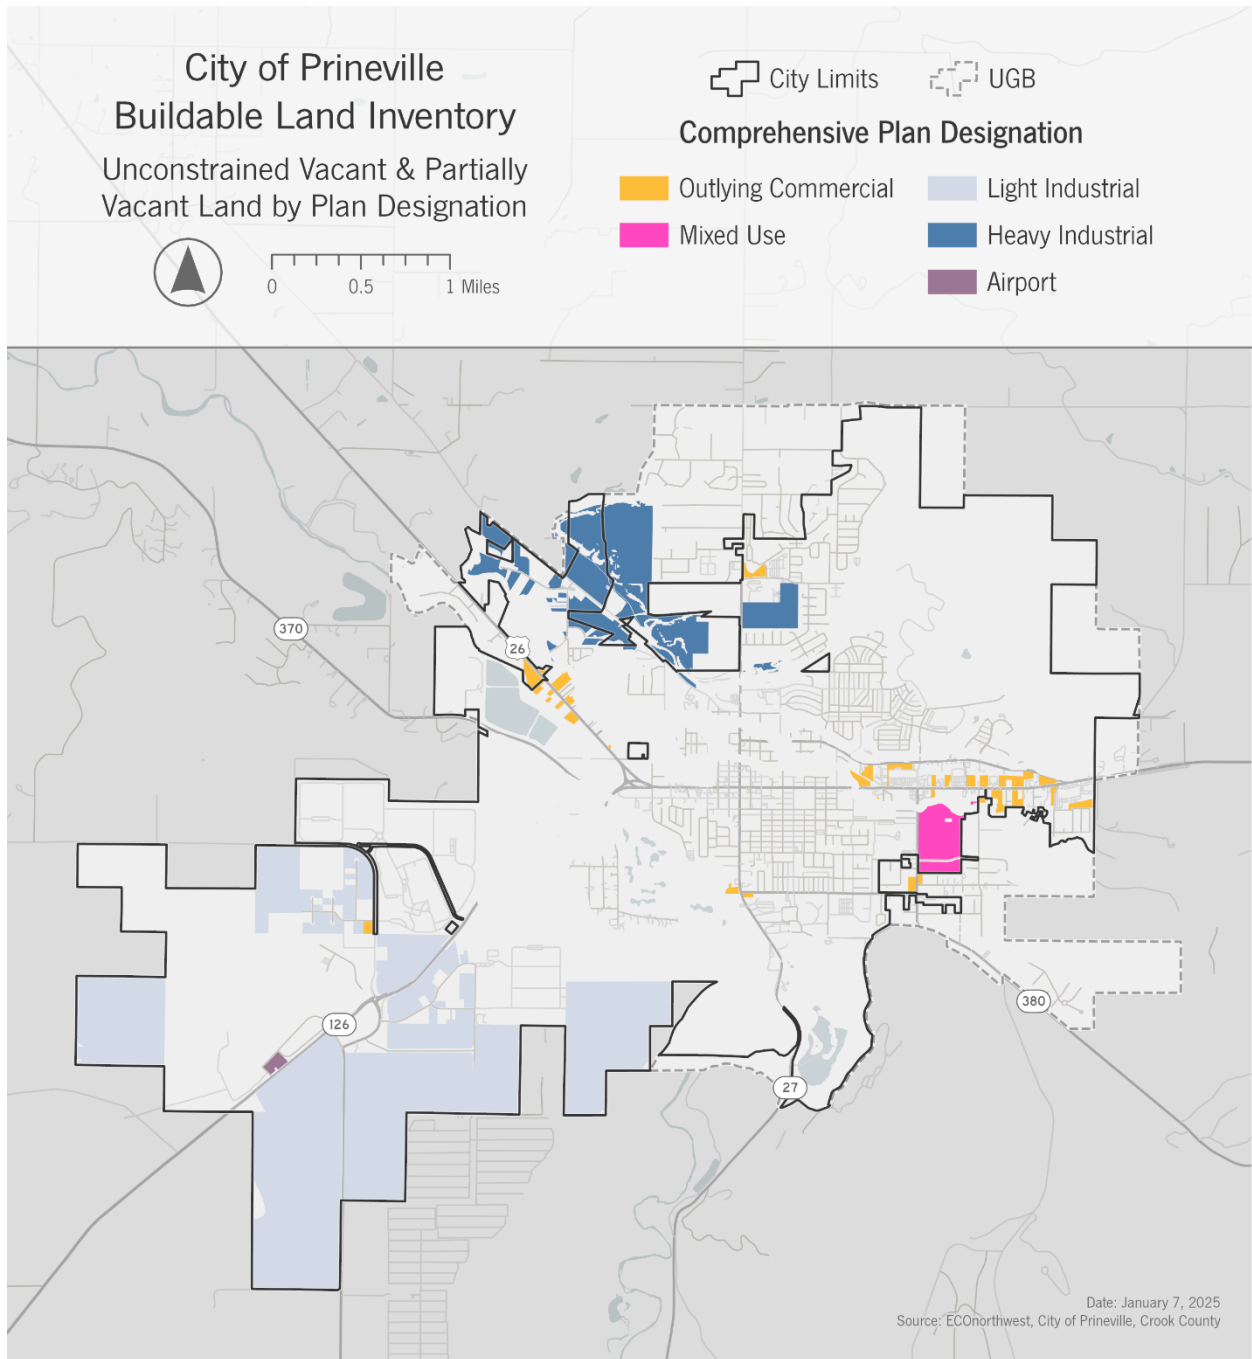 City of Prineville
Buildable Land Inventory
Unconstrained Vacant & Partially
Vacant Land by Plan Designation
0 0.5 1 Miles
City Limits
UGB
Comprehensive Plan Designation
Outlying Commercial
Light Industrial
Mixed Use
Heavy Industrial
Airport
370
26
126
380
27
Date: January 7, 2025
Source: ECOnorthwest, City of Prineville, Crook County